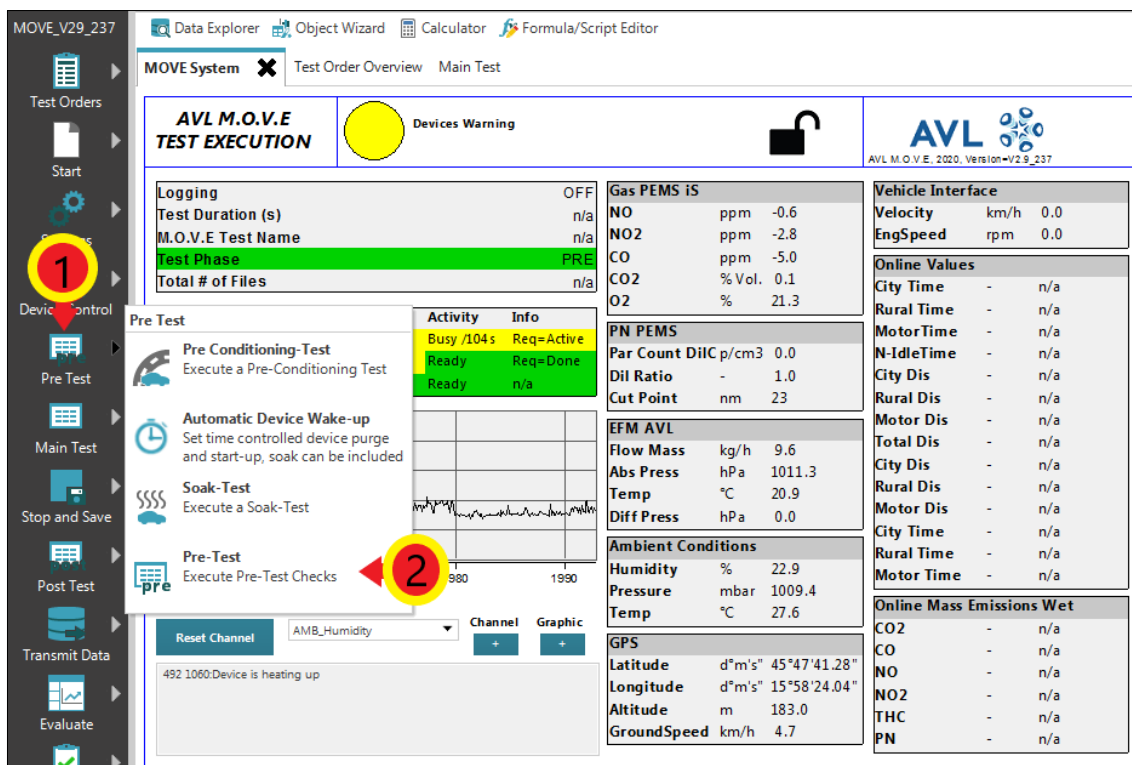 MOVE_V29_237
Data Explorer Object Wizard Calculator Formula/Script Editor
MOVE System Test Order Overview Main Test
Test Orders
Start
Device Control
Pre Test
Main Test
Stop and Save
Post Test
Transmit Data
Evaluate
1
AVL M.O.V.E
TEST EXECUTION
Devices Warning
AVL
AVL M.O.V.E, 2020, Version=V2.9_237
Logging OFF
Test Duration (s) n/a
M.O.V.E Test Name n/a
Test Phase PRE
Total # of Files n/a
Activity Info
Busy /104 s Req=Active
Ready Req=Done
Ready n/a
Pre Test
Pre Conditioning-Test
Execute a Pre-Conditioning Test
Automatic Device Wake-up
Set time controlled device purge
and start-up, soak can be included
Soak-Test
Execute a Soak-Test
Pre-Test
Execute Pre-Test Checks
pre
2
980 1990
Channel Graphic
Reset Channel AMB_Humidity + +
492 1060:Device is heating up
Gas PEMS iS
NO ppm -0.6
NO2 ppm -2.8
CO ppm -5.0
CO2 % Vol. 0.1
O2 % 21.3
PN PEMS
Par Count DilC p/cm3 0.0
Dil Ratio - 1.0
Cut Point nm 23
EFM AVL
Flow Mass kg/h 9.6
Abs Press hPa 1011.3
Temp °C 20.9
Diff Press hPa 0.0
Ambient Conditions
Humidity % 22.9
Pressure mbar 1009.4
Temp °C 27.6
GPS
Latitude d°m's" 45°47'41.28"
Longitude d°m's" 15°58'24.04"
Altitude m 183.0
GroundSpeed km/h 4.7
Vehicle Interface
Velocity km/h 0.0
EngSpeed rpm 0.0
Online Values
City Time - n/a
Rural Time - n/a
MotorTime - n/a
N-IdleTime - n/a
City Dis - n/a
Rural Dis - n/a
Motor Dis - n/a
Total Dis - n/a
City Dis - n/a
Rural Dis - n/a
Motor Dis - n/a
City Time - n/a
Rural Time - n/a
Motor Time - n/a
Online Mass Emissions Wet
CO2 - n/a
CO - n/a
NO - n/a
NO2 - n/a
THC - n/a
PN - n/a